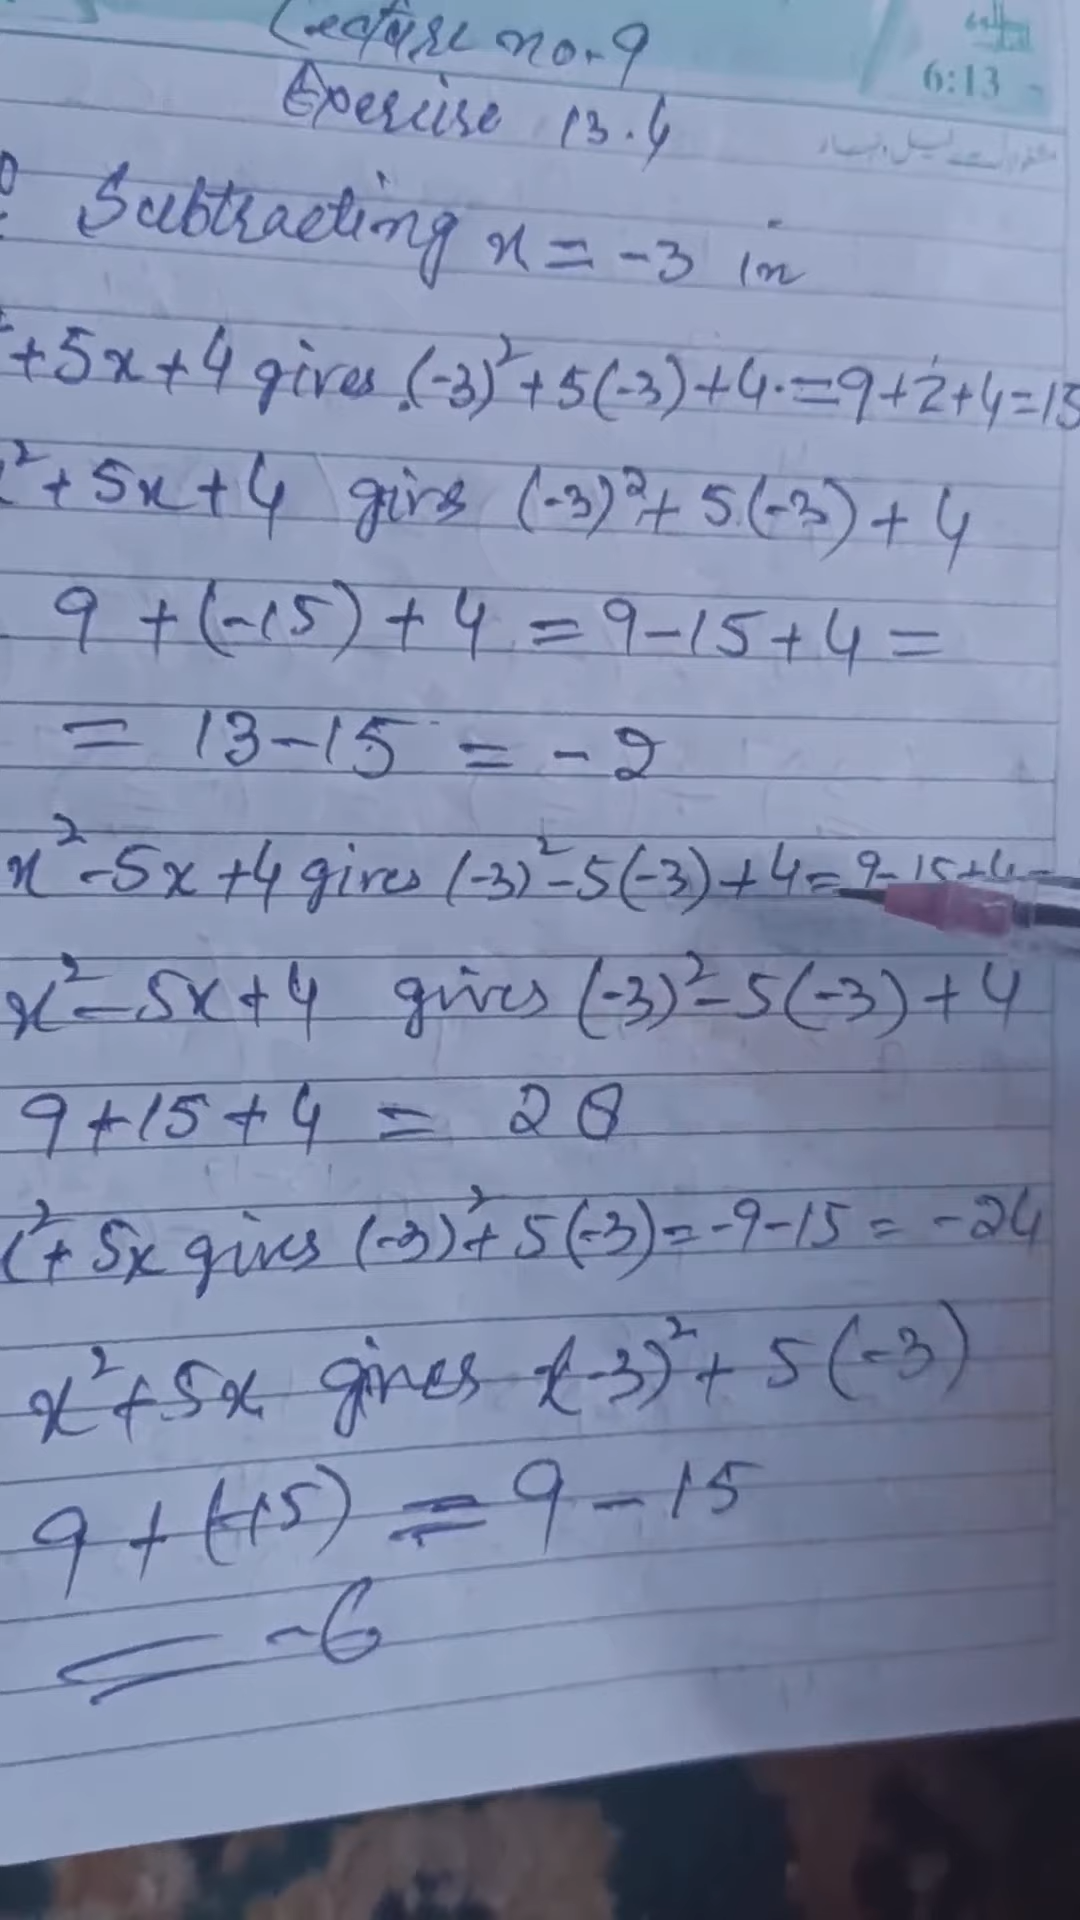 Lecture no. 9
6:13
Exercise 13.4
Subtracting x = -3 in
+5x+4 gives (-3)²+5(-3)+4 = 9+2+4=15
²+5x+4 gives (-3)²+5(-3)+4
9+(-15)+4 = 9-15+4 =
= 13-15 = -2
x²-5x+4 gives (-3)²-5(-3)+4 = 9-15+4
x²-5x+4 gives (-3)²-5(-3)+4
9+15+4 = 28
²+5x gives (-3)²+5(-3)=-9-15 = -24
x²+5x gives (-3)²+5(-3)
9+(-15) = 9-15
= -6